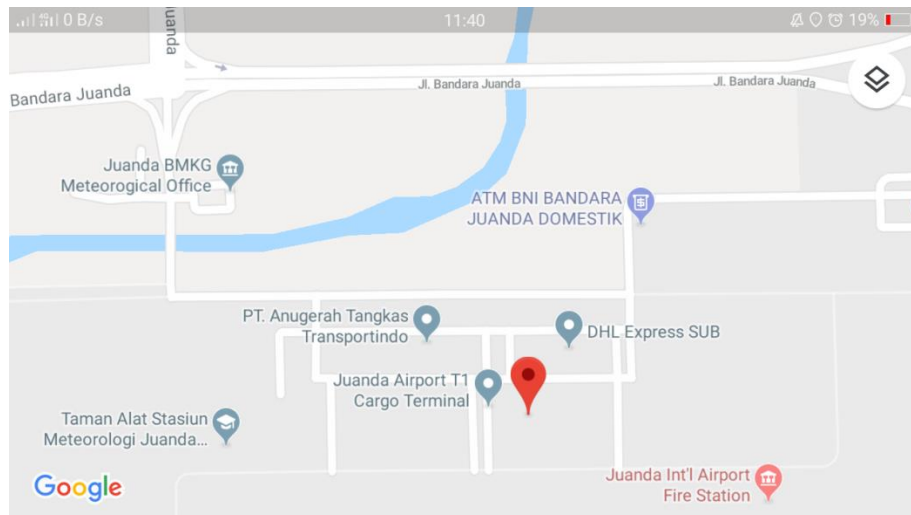 0 B/s
11:40
19%
Juanda
Bandara Juanda
Jl. Bandara Juanda
Jl. Bandara Juanda
Juanda BMKG
Meteorogical Office
ATM BNI BANDARA
JUANDA DOMESTIK
PT. Anugerah Tangkas
Transportindo
DHL Express SUB
Juanda Airport T1
Cargo Terminal
Taman Alat Stasiun
Meteorologi Juanda...
Juanda Int'l Airport
Fire Station
Google